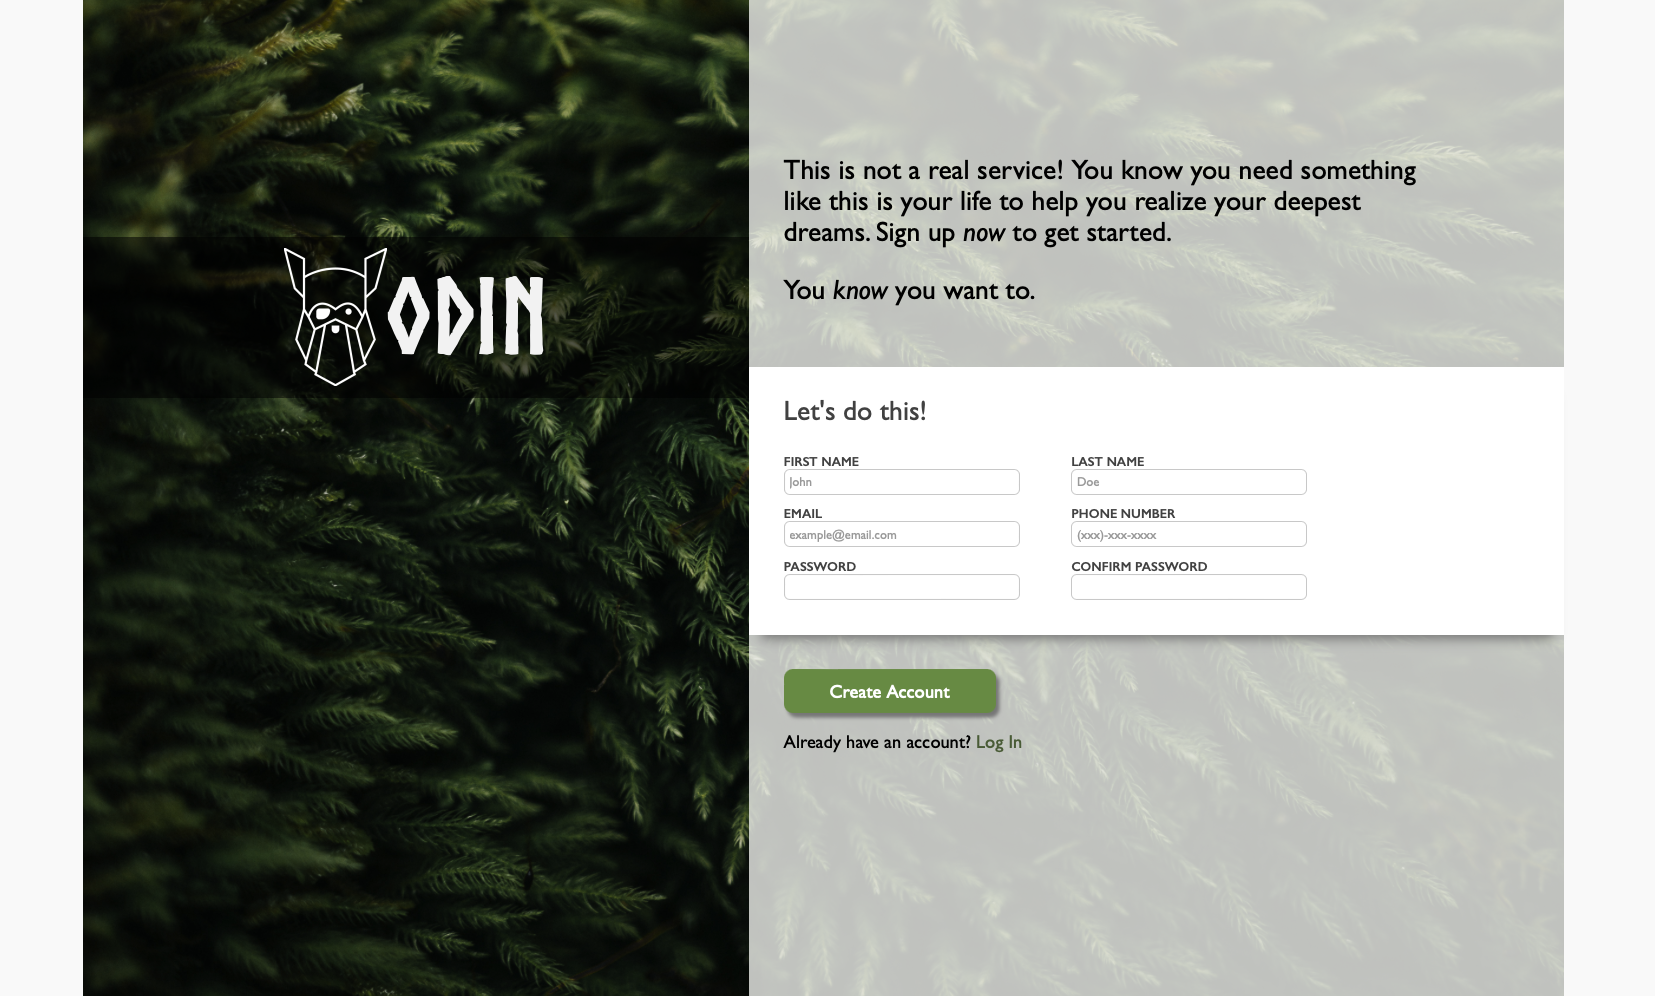 ODIN
This is not a real service! You know you need something
like this is your life to help you realize your deepest
dreams. Sign up now to get started.
You know you want to.
Let's do this!
FIRST NAME
LAST NAME
John
Doe
EMAIL
PHONE NUMBER
example@email.com
(xxx)-xxx-xxxx
PASSWORD
CONFIRM PASSWORD
Create Account
Already have an account? Log In